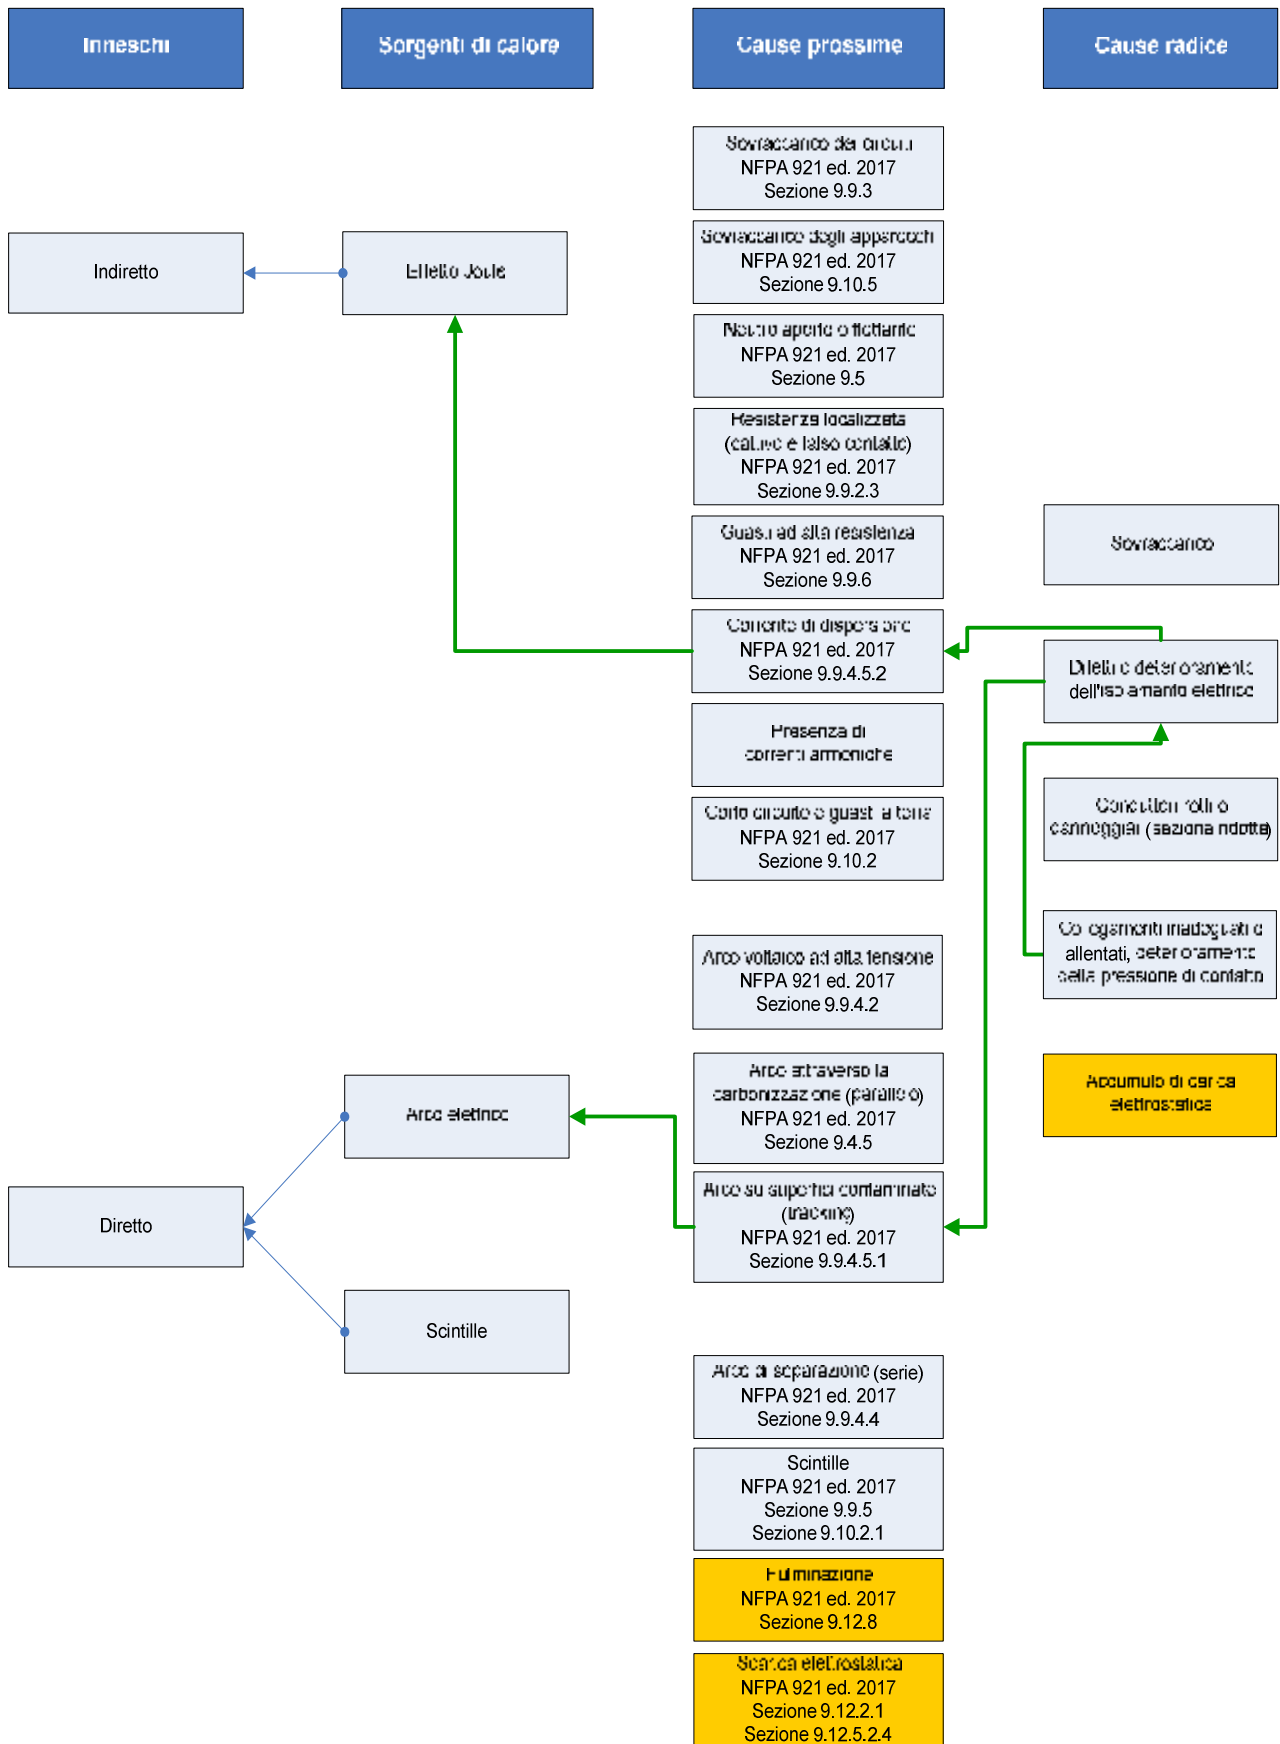 Inneschi
Sorgenti di calore
Cause prossime
Cause radice
Sovraccarico dei circuiti
NFPA 921 ed. 2017
Sezione 9.9.3
Sovraccarico degli apparecchi
NFPA 921 ed. 2017
Sezione 9.10.5
Indiretto
Effetto Joule
Neutro aperto o flottante
NFPA 921 ed. 2017
Sezione 9.5
Resistenza localizzata
(cattivo e falso contatto)
NFPA 921 ed. 2017
Sezione 9.9.2.3
Guasti ad alta resistenza
NFPA 921 ed. 2017
Sezione 9.9.6
Sovraccarico
Corrente di dispersione
NFPA 921 ed. 2017
Sezione 9.9.4.5.2
Difetti o deterioramento
dell'isolamento elettrico
Presenza di
correnti armoniche
Conduttori rotti o
danneggiati (sezione ridotta)
Corto circuito e guasti a terra
NFPA 921 ed. 2017
Sezione 9.10.2
Collegamenti inadeguati o
allentati, deterioramento
della pressione di contatto
Arco voltaico ad alta tensione
NFPA 921 ed. 2017
Sezione 9.9.4.2
Arco attraverso la
carbonizzazione (parallelo)
NFPA 921 ed. 2017
Sezione 9.4.5
Accumulo di carica
elettrostatica
Arco elettrico
Arco su superfici contaminate
(tracking)
NFPA 921 ed. 2017
Sezione 9.9.4.5.1
Diretto
Scintille
Arco di separazione (serie)
NFPA 921 ed. 2017
Sezione 9.9.4.4
Scintille
NFPA 921 ed. 2017
Sezione 9.9.5
Sezione 9.10.2.1
Fulminazione
NFPA 921 ed. 2017
Sezione 9.12.8
Scarica elettrostatica
NFPA 921 ed. 2017
Sezione 9.12.2.1
Sezione 9.12.5.2.4